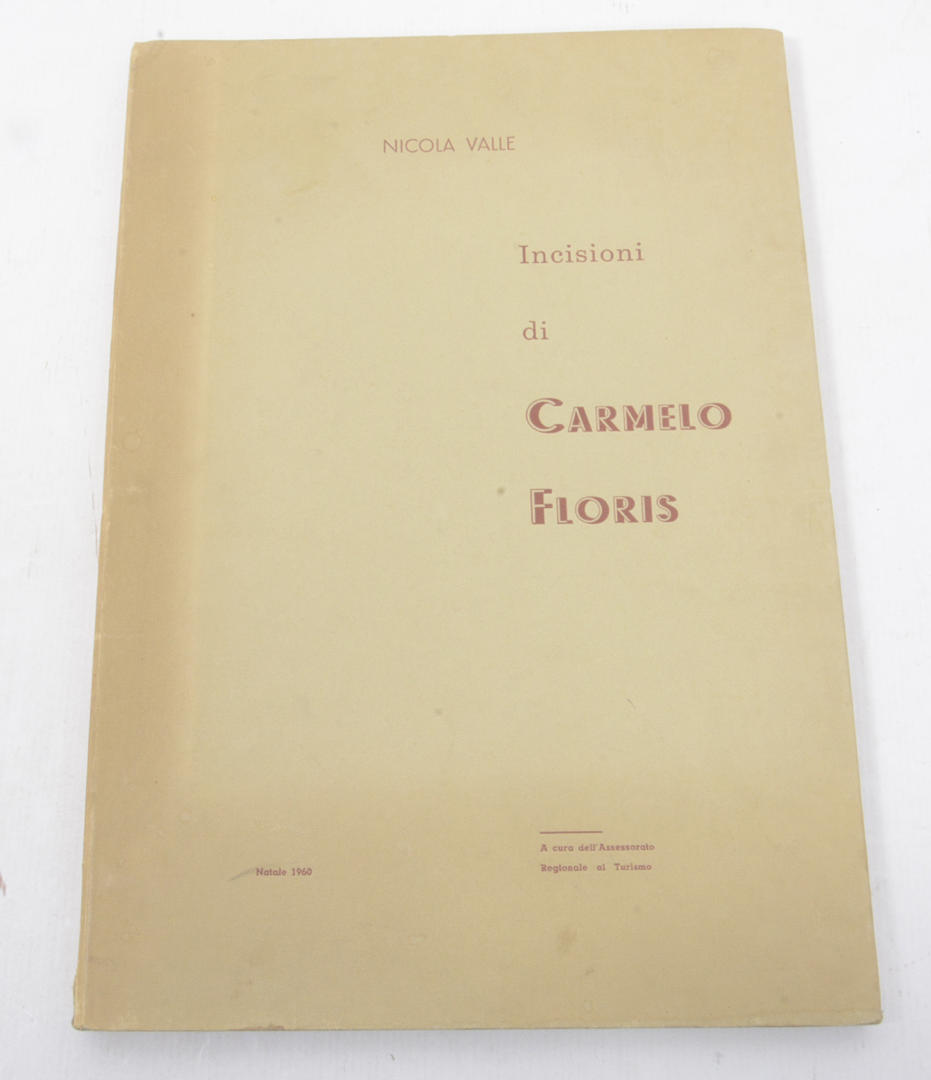 NICOLA VALLE
Incisioni
di
CARMELO
FLORIS
A cura dell'Assessorato
Regionale al Turismo
Natale 1960